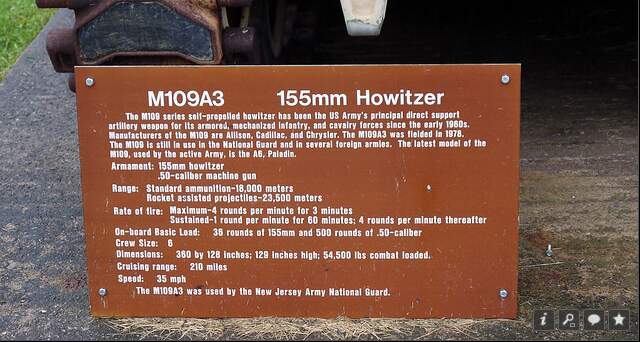 M109A3 155mm Howitzer
The M109 series self-propelled howitzer has been the US Army's principal direct support
artillery weapon for its armored, mechanized infantry, and cavalry forces since the early 1960s.
Manufacturers of the M109 are Allison, Cadillac, and Chrysler. The M109A3 was fielded in 1978.
The M109 is still in use in the National Guard and in several foreign armies. The latest model of the
M109, used by the active Army, is the A6, Paladin.
Armament: 155mm howitzer
.50-caliber machine gun
Range: Standard ammunition-18,000 meters
Rocket assisted projectiles-23,500 meters
Rate of fire: Maximum-4 rounds per minute for 3 minutes
Sustained-1 round per minute for 60 minutes; 4 rounds per minute thereafter
On-board Basic Load: 36 rounds of 155mm and 500 rounds of .50-caliber
Crew Size: 6
Dimensions: 360 by 128 inches; 129 inches high; 54,500 lbs combat loaded.
Cruising range: 210 miles
Speed: 35 mph
The M109A3 was used by the New Jersey Army National Guard.